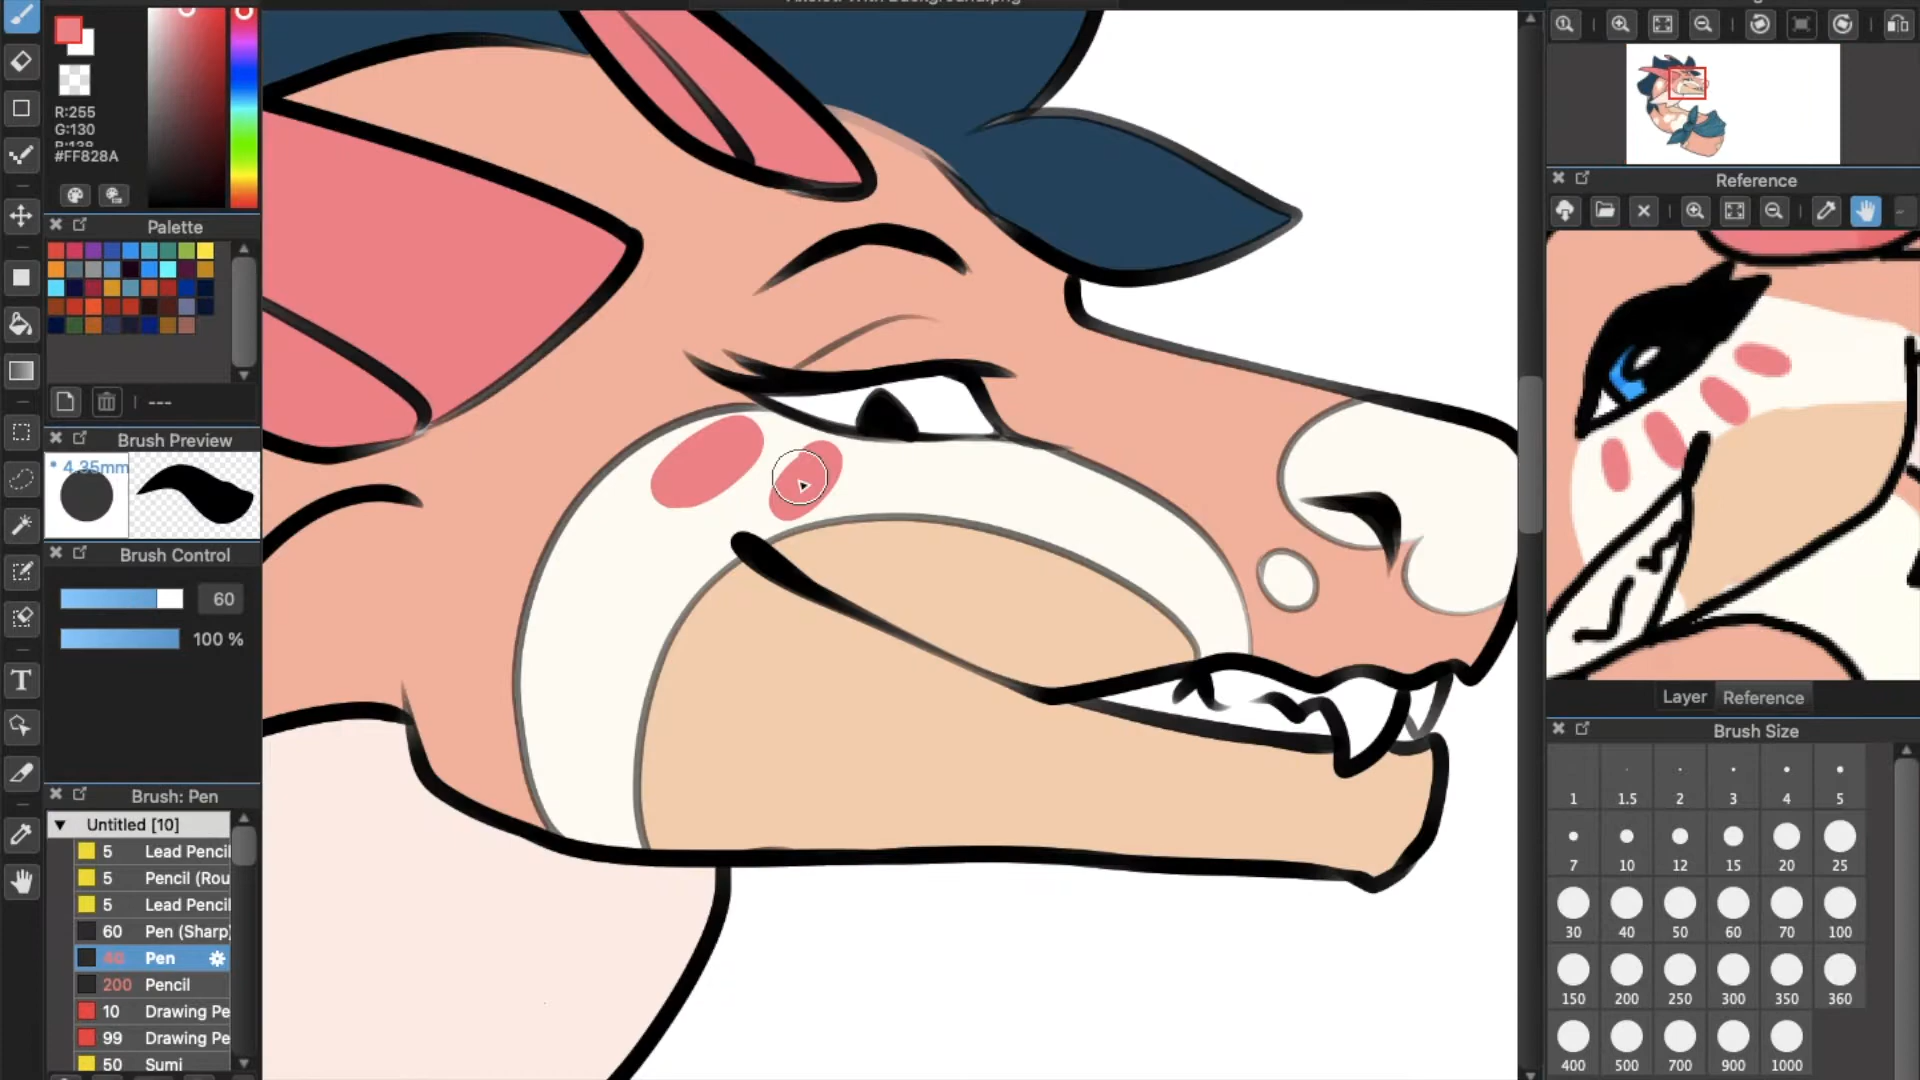 R:255
G:130
#FF828A
Palette
---
Brush Preview
* 4.35mm
Brush Control
60
100 %
Brush: Pen
Untitled [10]
5 Lead Pencil
5 Pencil (Rou
5 Lead Pencil
60 Pen (Sharp)
Pen
200 Pencil
10 Drawing Pe
99 Drawing Pe
50 Sumi
T
Reference
Layer Reference
Brush Size
1 1.5 2 3 4 5
7 10 12 15 20 25
30 40 50 60 70 100
150 200 250 300 350 360
400 500 700 900 1000